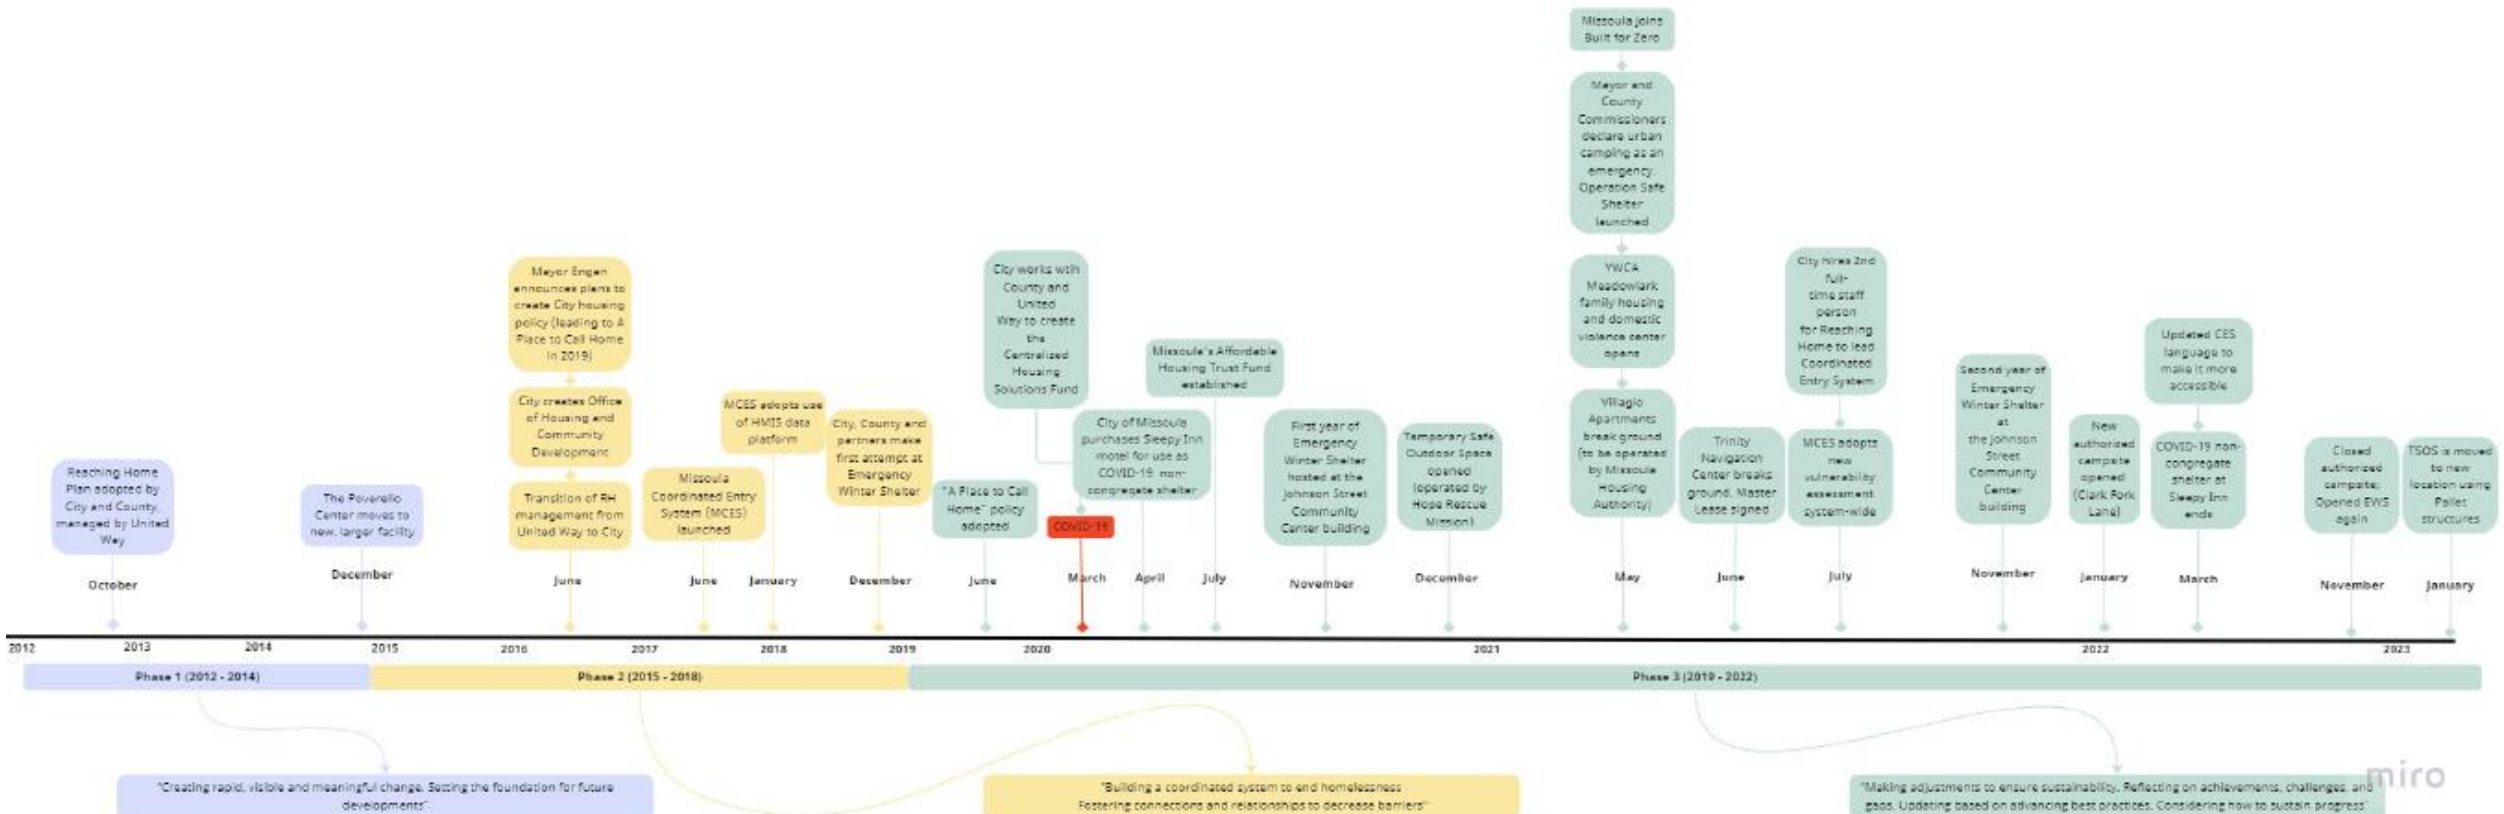 Missoula joins
Built for Zero
Mayor and
County
Commissioners
declare urban
camping as an
emergency.
Operation Safe
Shelter
launched
YWCA
Meadowlark
family housing
and domestic
violence center
opens
Villagio
Apartments
break ground
(to be operated
by Missoula
Housing
Authority)
Reaching Home
Plan adopted by
City and County,
managed by United
Way
The Poverello
Center moves to
new, larger facility
Mayor Engen
announces plans to
create City housing
policy (leading to A
Place to Call Home
in 2019)
City creates Office
of Housing and
Community
Development
Transition of RH
management from
United Way to City
Missoula
Coordinated Entry
System (MCES)
launched
MCES adopts use
of HMIS data
platform
City, County and
partners make
first attempt at
Emergency
Winter Shelter
"A Place to Call
Home" policy
adopted
City works wtih
County and
United
Way to create
the
Centralized
Housing
Solutions Fund
COVID-19
City of Missoula
purchases Sleepy Inn
motel for use as
COVID-19 non-
congregate shelter
Missoula's Affordable
Housing Trust Fund
established
First year of
Emergency
Winter Shelter
hosted at the
Johnson Street
Community
Center building
Temporary Safe
Outdoor Space
opened
(operated by
Hope Rescue
Mission)
Trinity
Navigation
Center breaks
ground. Master
Lease signed
City hires 2nd
full-
time staff
person
for Reaching
Home to lead
Coordinated
Entry System
MCES adopts
new
vulnerability
assessment
system-wide
Second year of
Emergency
Winter Shelter
at
the Johnson
Street
Community
Center
building
New
authorized
campsite
opened
(Clark Fork
Lane)
Updated CES
language to
make it more
accessible
COVID-19 non-
congregate
shelter at
Sleepy Inn
ends
Closed
authorized
campsite;
Opened EWS
again
TSOS is moved
to new
location using
Pallet
structures
October December June June January December June March April July November December May June July November January March November January
2012 2013 2014 2015 2016 2017 2018 2019 2020 2021 2022 2023
Phase 1 (2012 - 2014) Phase 2 (2015 - 2018) Phase 3 (2019 - 2022)
"Creating rapid, visible and meaningful change. Setting the foundation for future
developments"
"Building a coordinated system to end homelessness
Fostering connections and relationships to decrease barriers"
"Making adjustments to ensure sustainability. Reflecting on achievements, challenges, and
gaps. Updating based on advancing best practices. Considering how to sustain progress"
miro